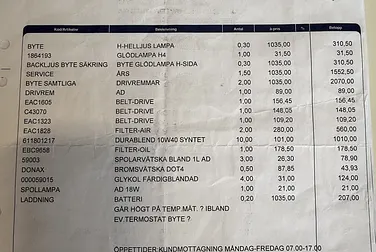 Kod/Artikelnr Benämning Antal à-pris % Belopp
BYTE H-HELLJUS LAMPA 0,30 1035,00 310,50
1864193 GLÖDLAMPA H4 1,00 31,50 31,50
BACKLJUS BYTE SÄKRING BYTE GLÖDLAMPA H-SIDA 0,30 1035,00 310,50
SERVICE ÅRS 1,50 1035,00 1552,50
BYTE SAMTLIGA DRIVREMMAR 2,00 1035,00 2070,00
DRIVREM AD 1,00 89,00 89,00
EAC1605 BELT-DRIVE 1,00 156,45 156,45
C43070 BELT-DRIVE 1,00 148,05 148,05
EAC1323 BELT-DRIVE 1,00 109,20 109,20
EAC1828 FILTER-AIR 2,00 280,00 560,00
611801217 DURABLEND 10W40 SYNTET 10,00 101,00 1010,00
EBC9658 FILTER-OIL 1,00 178,50 178,50
59003 SPOLARVÄTSKA BLAND 1L AD 3,00 26,30 78,90
DONAX BROMSVÄTSKA DOT4 0,50 87,85 43,93
000059015 GLYKOL FÄRDIGBLANDAD 4,00 31,00 124,00
SPOLLAMPA AD 18W 1,00 21,00 21,00
LADDNING BATTERI 0,20 1035,00 207,00
GÅR HÖGT PÅ TEMP MÄT. ? IBLAND
EV.TERMOSTAT BYTE ?
ÖPPETTIDER:KUNDMOTTAGNING MÅNDAG-FREDAG 07.00-17.00